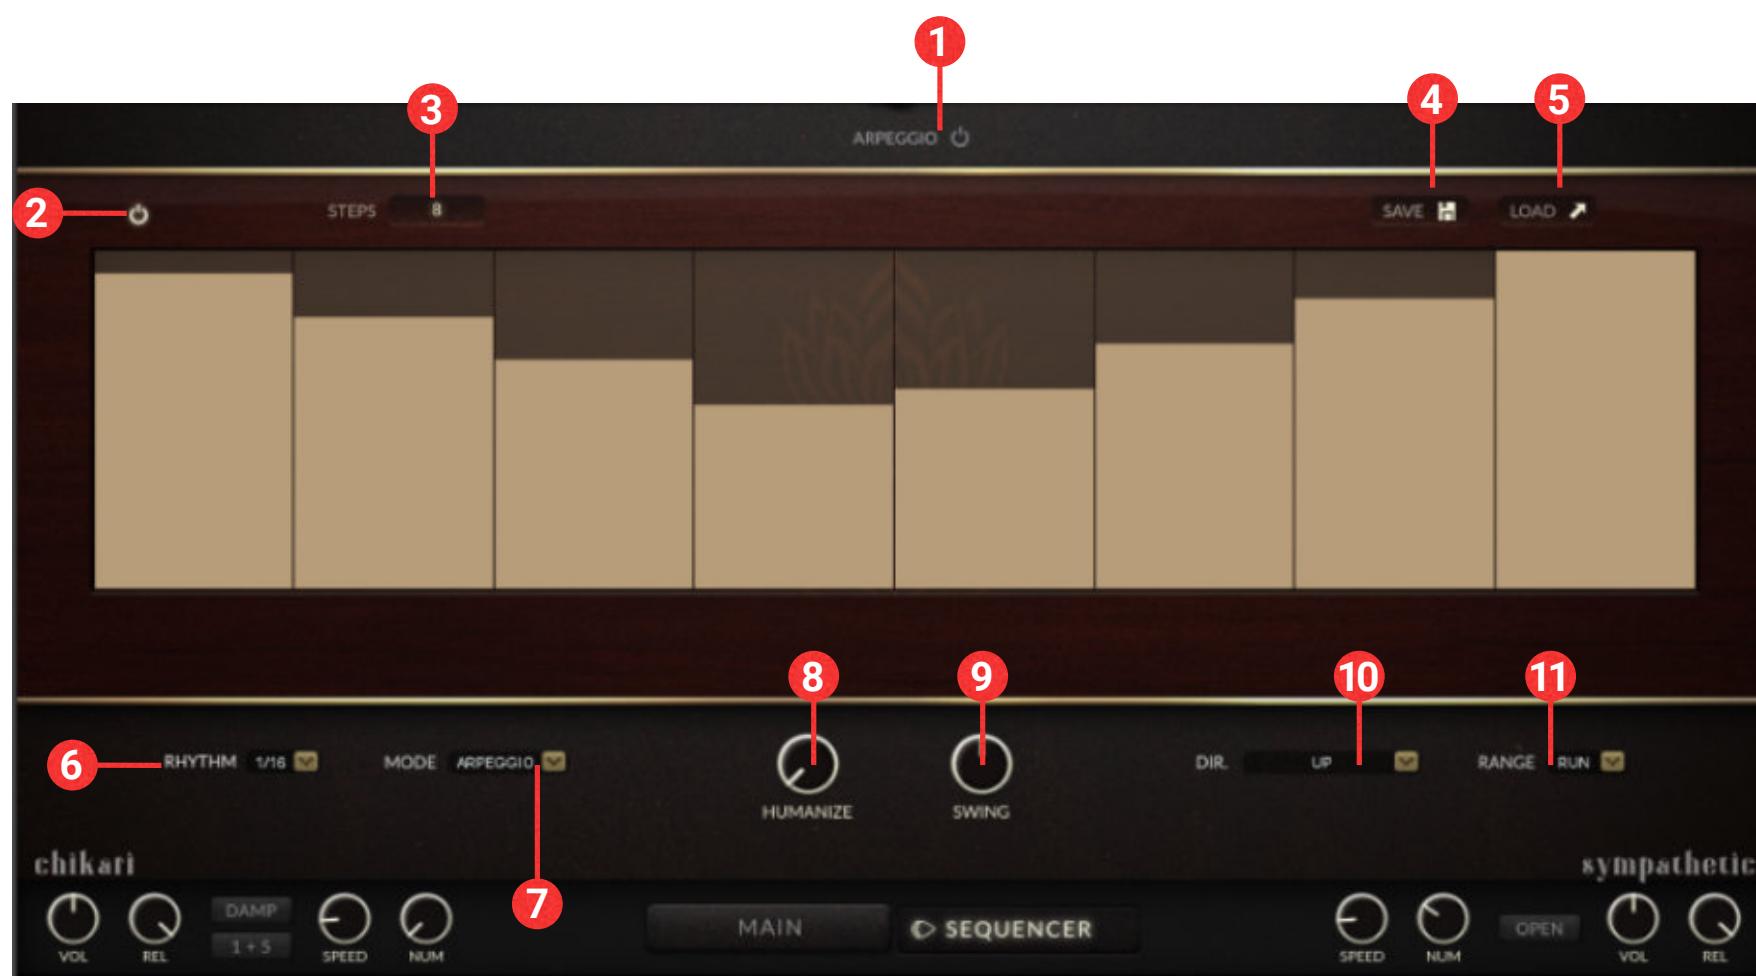 1
3
4
5
ARPEGGIO
2
STEPS 8
SAVE
LOAD
8
9
10
11
6
RHYTHM 1/16
MODE ARPEGGIO
DIR. UP
RANGE RUN
HUMANIZE
SWING
chikari
sympathetic
7
DAMP
1 + 5
VOL
REL
SPEED
NUM
MAIN
SEQUENCER
OPEN
SPEED
NUM
VOL
REL